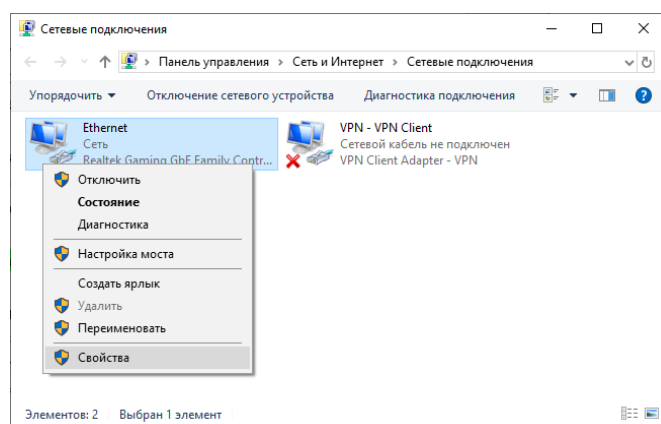 Сетевые подключения
Панель управления > Сеть и Интернет > Сетевые подключения
Упорядочить Отключение сетевого устройства Диагностика подключения
Ethernet
Сеть
Realtek Gaming GbE Family Contr...
VPN - VPN Client
Сетевой кабель не подключен
VPN Client Adapter - VPN
Отключить
Состояние
Диагностика
Настройка моста
Создать ярлык
Удалить
Переименовать
Свойства
Элементов: 2 Выбран 1 элемент